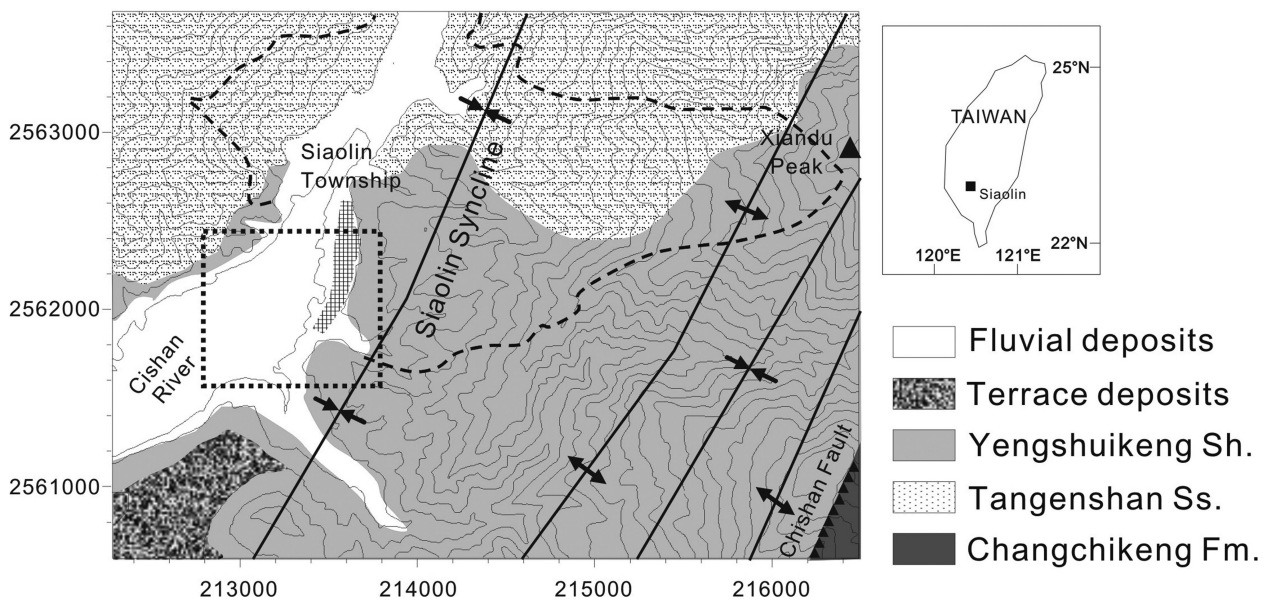 2563000
2562000
2561000
213000
214000
215000
216000
Siaolin
Township
Siaolin Syncline
Xiandu
Peak
Cishan
River
Chishan Fault
25°N
TAIWAN
Siaolin
22°N
120°E
121°E
Fluvial deposits
Terrace deposits
Yengshuikeng Sh.
Tangenshan Ss.
Changchikeng Fm.